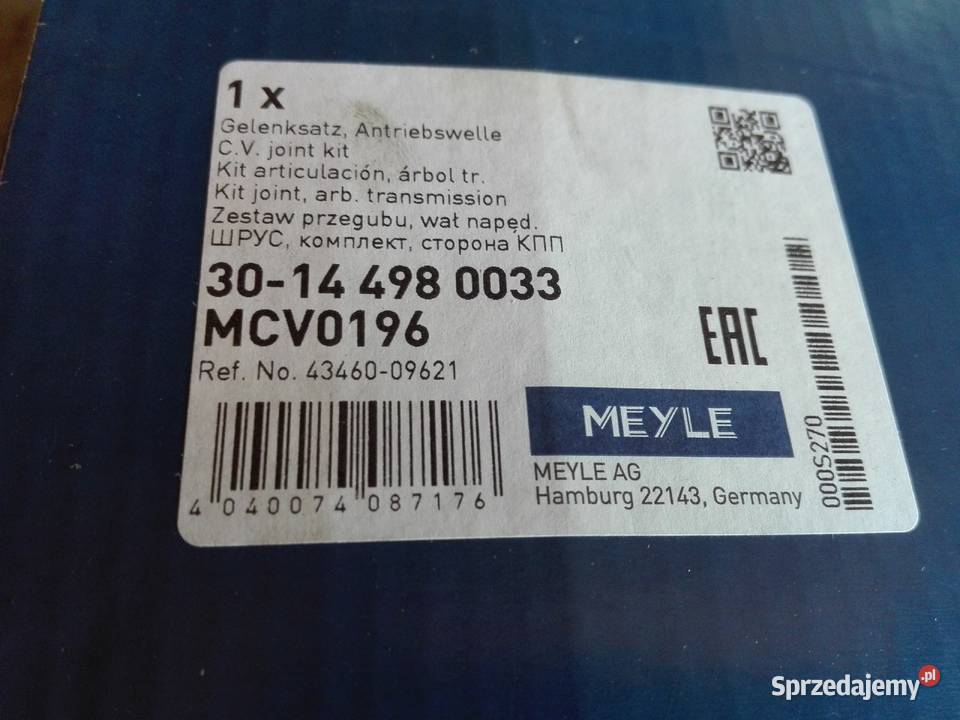 1 x
Gelenksatz, Antriebswelle
C.V. joint kit
Kit articulación, árbol tr.
Kit joint, arb. transmission
Zestaw przegubu, wał napęd.
ШРУС, комплект, сторона КПП
30-14 498 0033
MCV0196
Ref. No. 43460-09621
4 040074 087176
EAC
MEYLE
MEYLE AG
Hamburg 22143, Germany
000S270
Sprzedajemy.pl